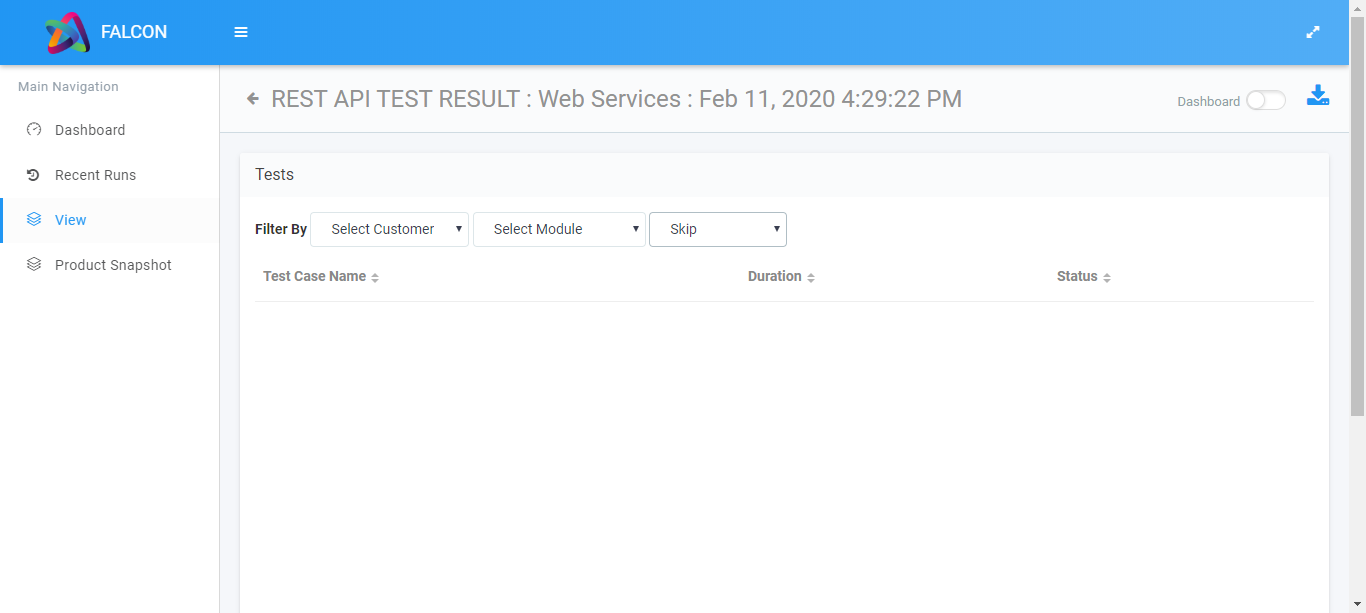 FALCON
Main Navigation
Dashboard
Recent Runs
View
Product Snapshot
REST API TEST RESULT : Web Services : Feb 11, 2020 4:29:22 PM
Dashboard
Tests
Filter By Select Customer Select Module Skip
Test Case Name Duration Status